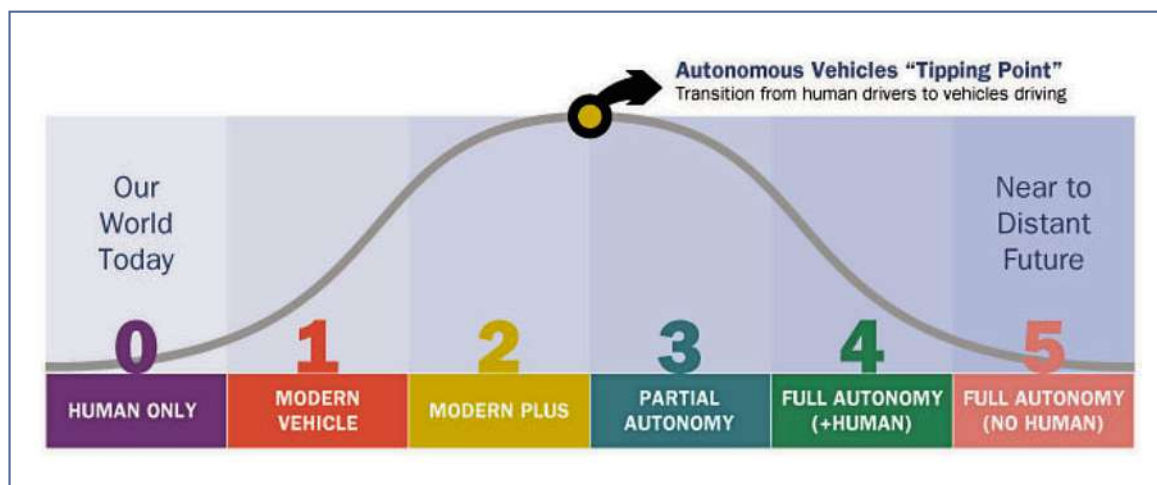 Autonomous Vehicles “Tipping Point”
Transition from human drivers to vehicles driving
Our
World
Today
Near to
Distant
Future
0
1
2
3
4
5
HUMAN ONLY
MODERN
VEHICLE
MODERN PLUS
PARTIAL
AUTONOMY
FULL AUTONOMY
(+HUMAN)
FULL AUTONOMY
(NO HUMAN)